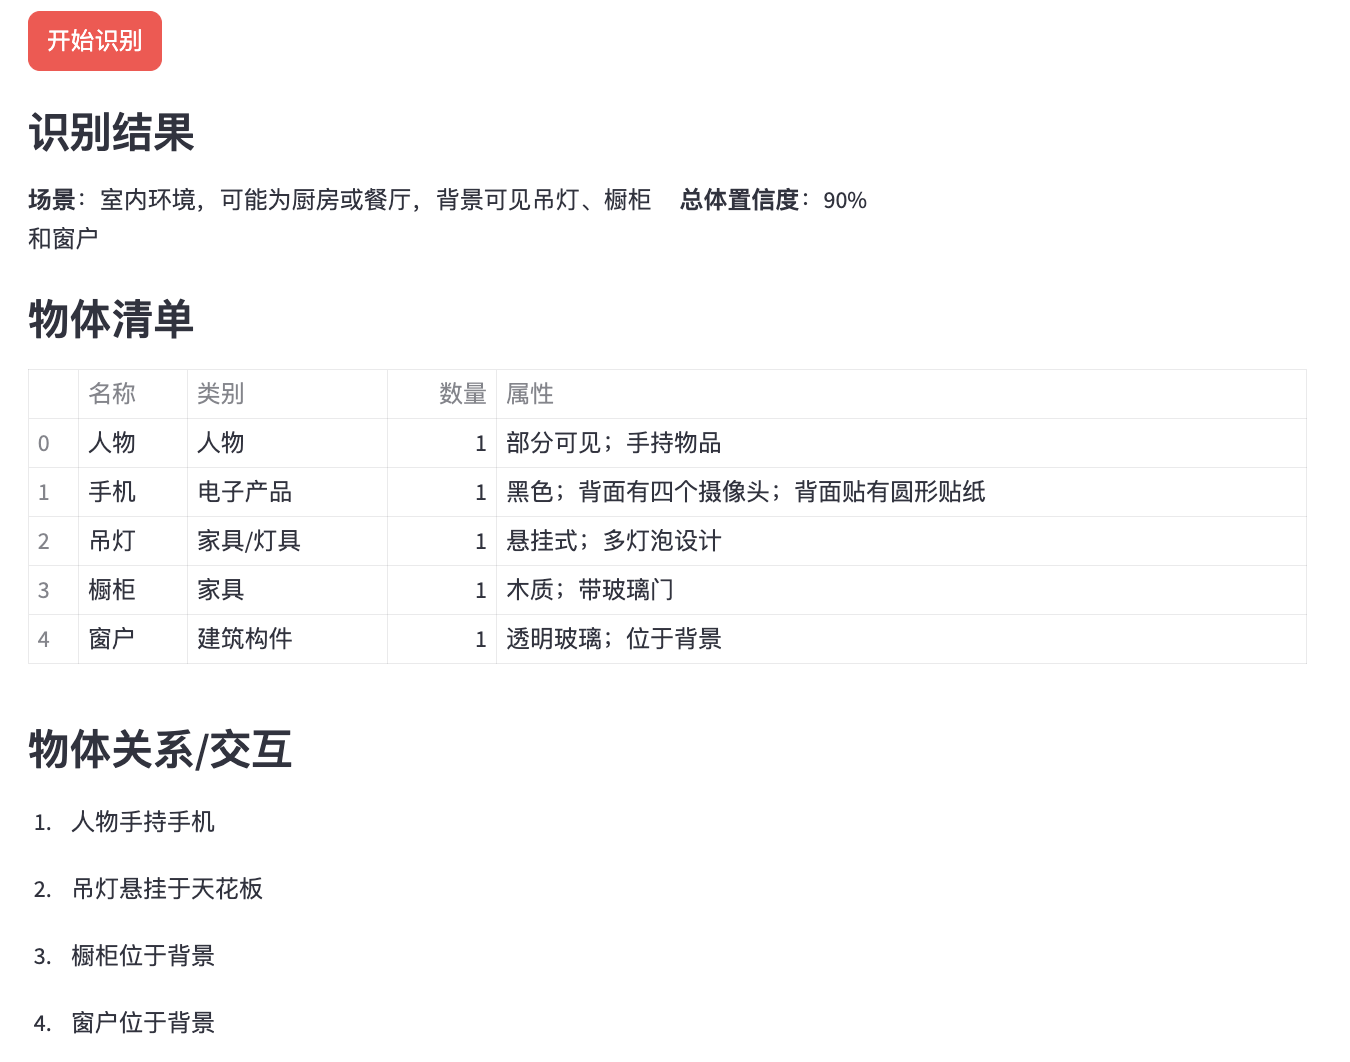 开始识别
识别结果
场景：室内环境，可能为厨房或餐厅，背景可见吊灯、橱柜
和窗户
总体置信度：90%
物体清单
名称 类别 数量 属性
0 人物 人物 1 部分可见；手持物品
1 手机 电子产品 1 黑色；背面有四个摄像头；背面贴有圆形贴纸
2 吊灯 家具/灯具 1 悬挂式；多灯泡设计
3 橱柜 家具 1 木质；带玻璃门
4 窗户 建筑构件 1 透明玻璃；位于背景
物体关系/交互
1. 人物手持手机
2. 吊灯悬挂于天花板
3. 橱柜位于背景
4. 窗户位于背景